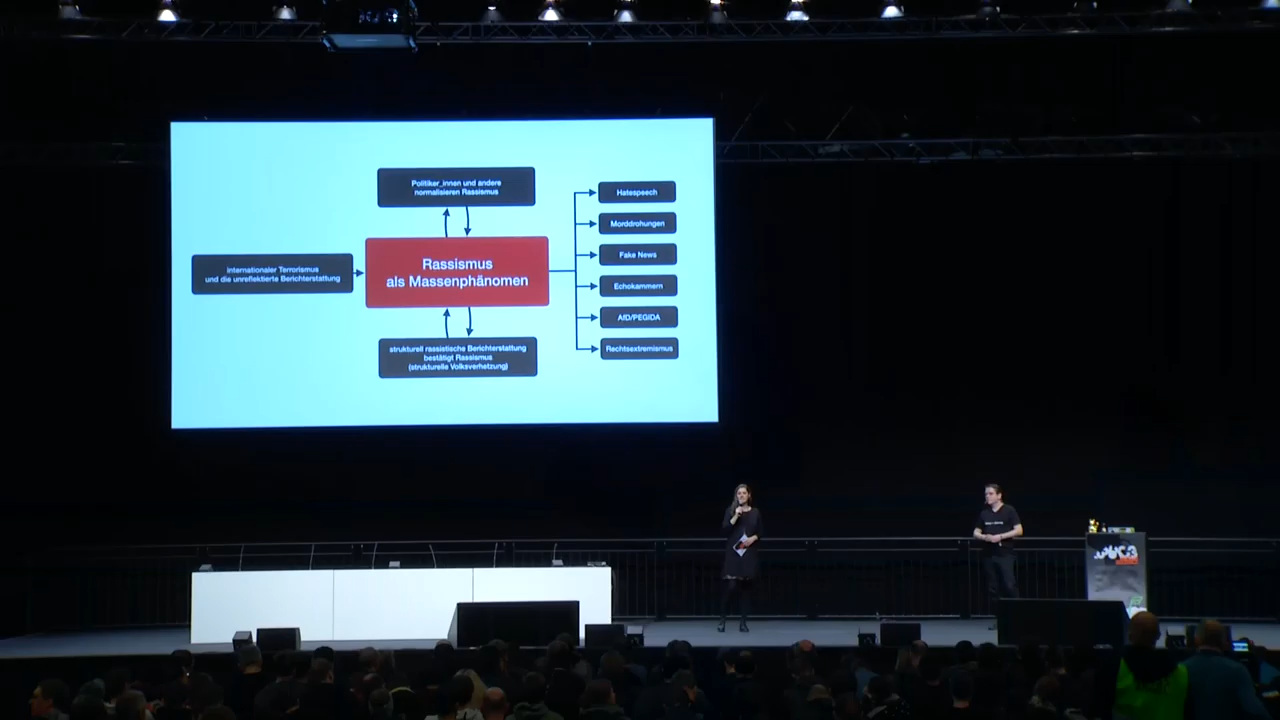 Politiker_innen und andere
normalisieren Rassismus
internationaler Terrorismus
und die unreflektierte Berichterstattung
Rassismus
als Massenphänomen
strukturell rassistische Berichterstattung
bestätigt Rassismus
(strukturelle Volksverhetzung)
Hatespeech
Morddrohungen
Fake News
Echokammern
AfD/PEGIDA
Rechtsextremismus